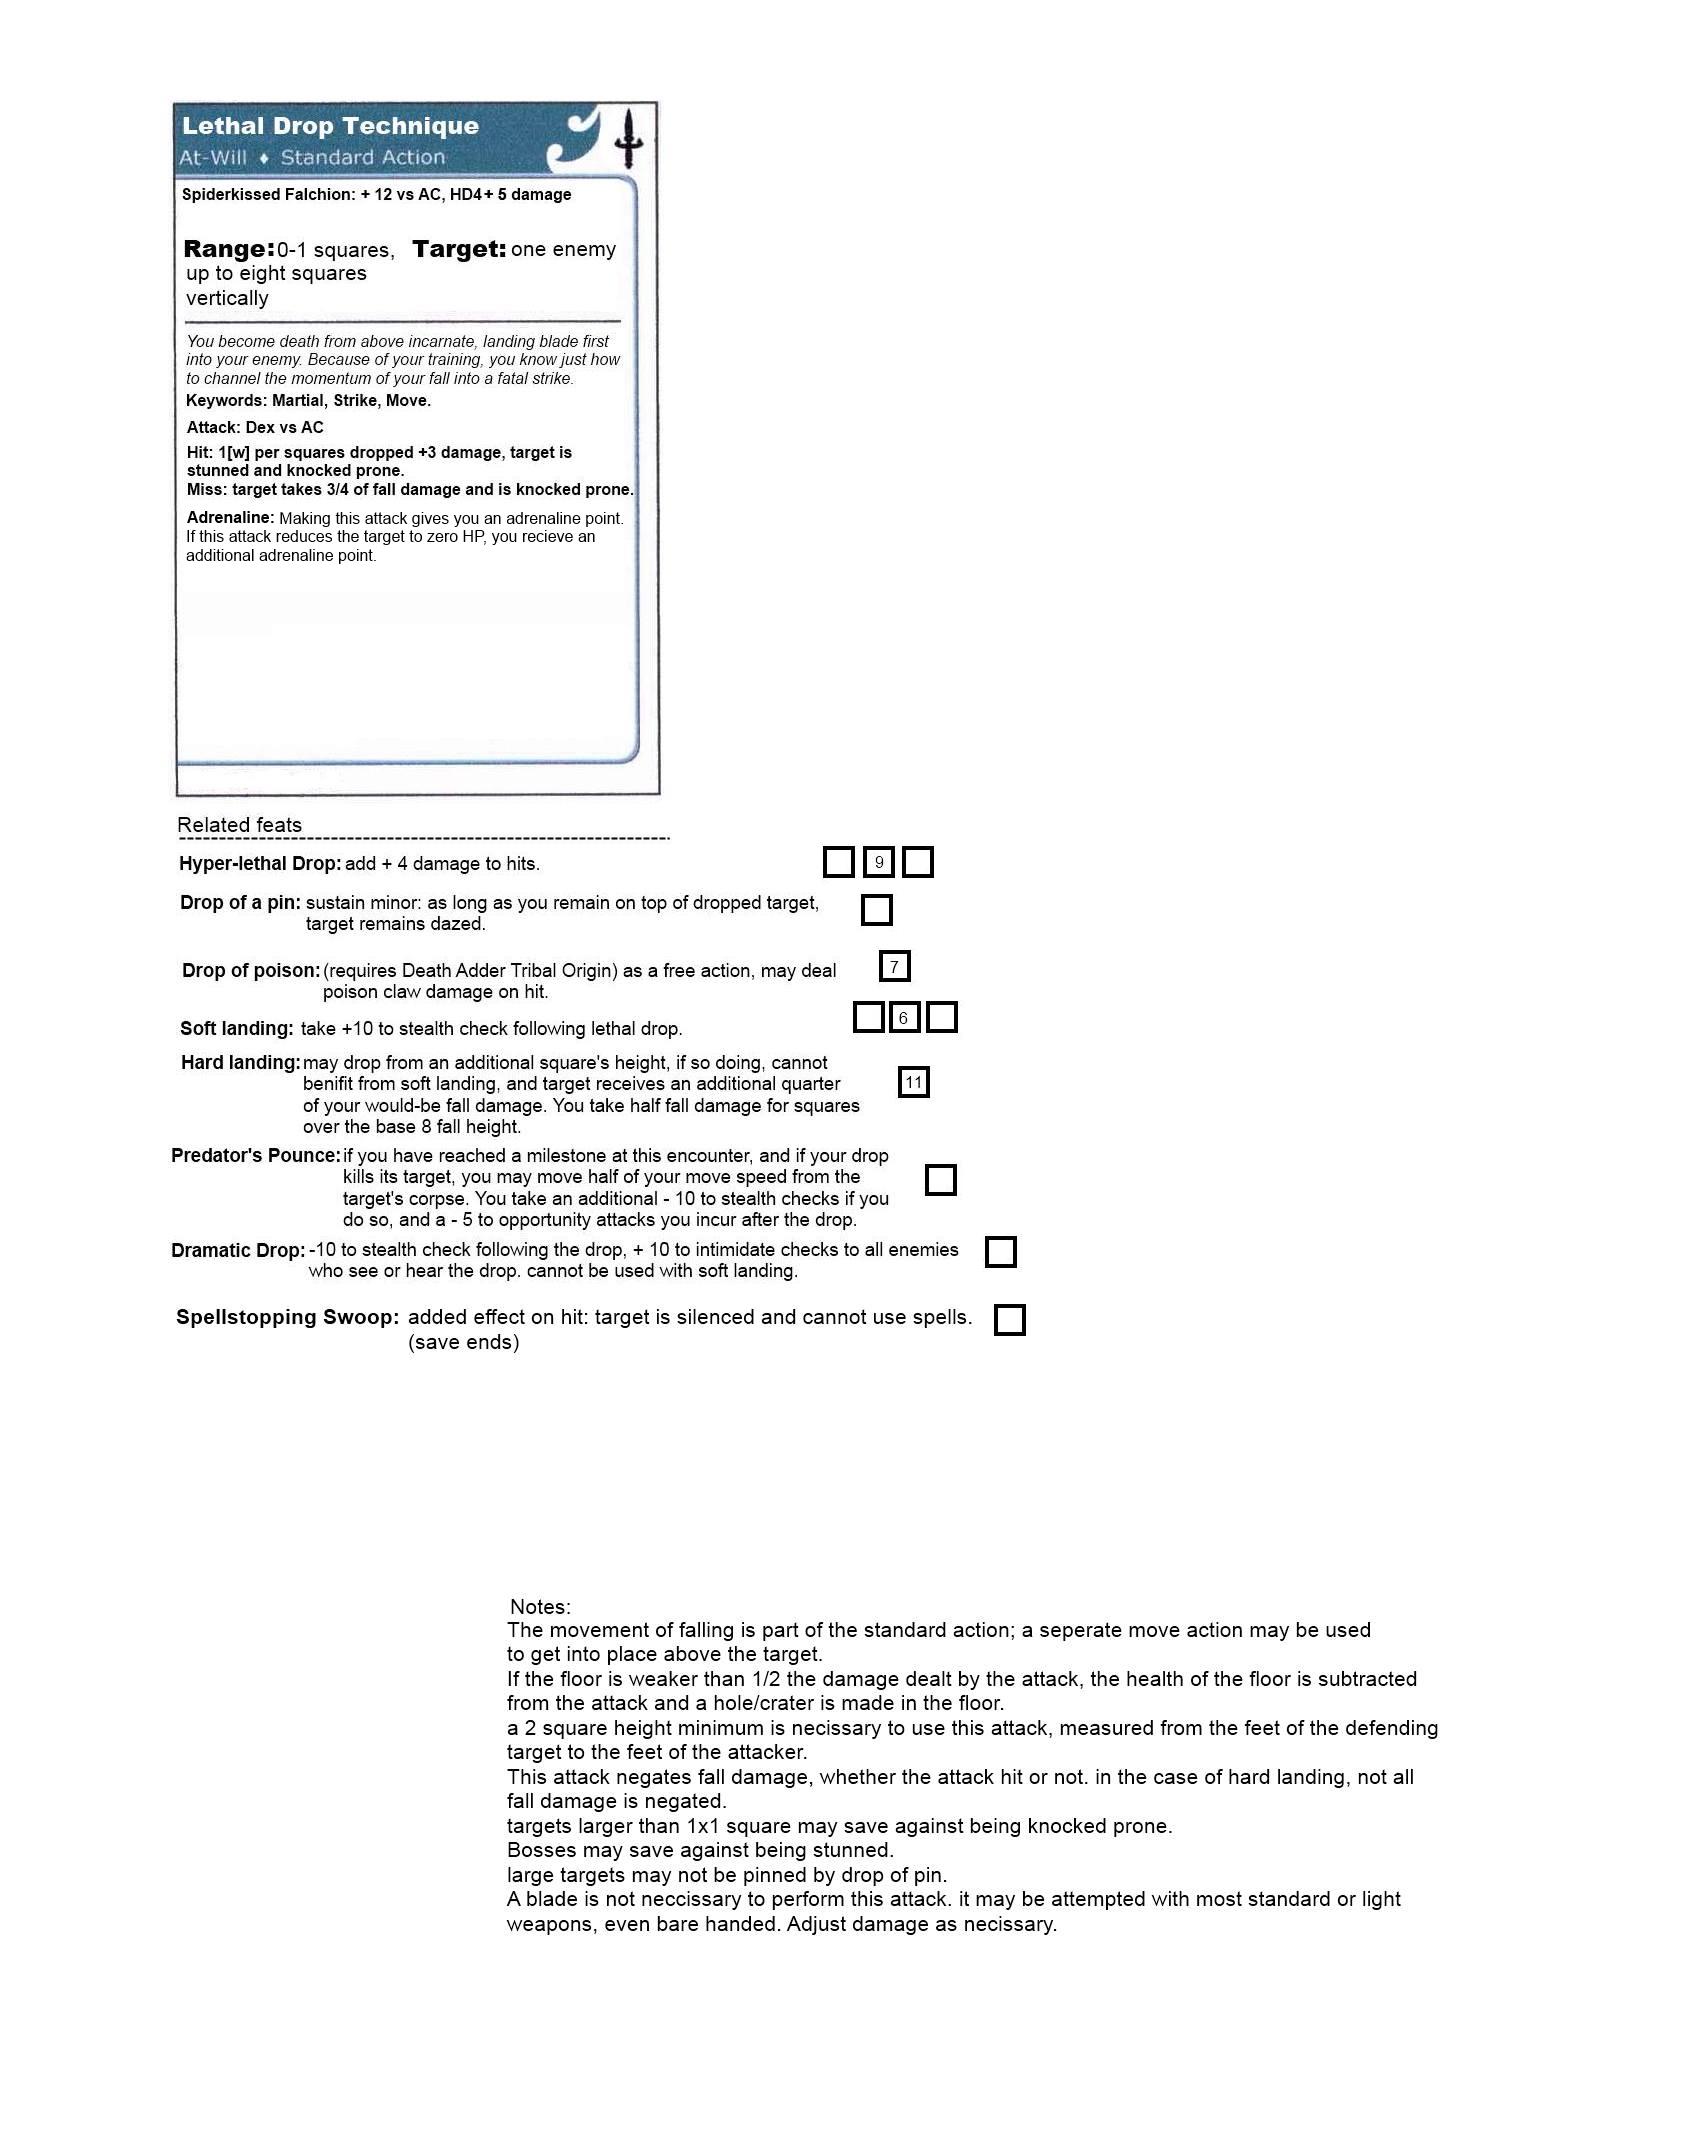 Lethal Drop Technique
At-Will ♦ Standard Action
Spiderkissed Falchion: + 12 vs AC, HD4+ 5 damage
Range: 0-1 squares, Target: one enemy
up to eight squares
vertically
You become death from above incarnate, landing blade first
into your enemy. Because of your training, you know just how
to channel the momentum of your fall into a fatal strike.
Keywords: Martial, Strike, Move.
Attack: Dex vs AC
Hit: 1[w] per squares dropped +3 damage, target is
stunned and knocked prone.
Miss: target takes 3/4 of fall damage and is knocked prone.
Adrenaline: Making this attack gives you an adrenaline point.
If this attack reduces the target to zero HP, you recieve an
additional adrenaline point.
Related feats
Hyper-lethal Drop: add + 4 damage to hits. 9
Drop of a pin: sustain minor: as long as you remain on top of dropped target,
target remains dazed.
Drop of poison: (requires Death Adder Tribal Origin) as a free action, may deal 7
poison claw damage on hit.
Soft landing: take +10 to stealth check following lethal drop. 6
Hard landing: may drop from an additional square's height, if so doing, cannot
benifit from soft landing, and target receives an additional quarter 11
of your would-be fall damage. You take half fall damage for squares
over the base 8 fall height.
Predator's Pounce: if you have reached a milestone at this encounter, and if your drop
kills its target, you may move half of your move speed from the
target's corpse. You take an additional - 10 to stealth checks if you
do so, and a - 5 to opportunity attacks you incur after the drop.
Dramatic Drop: -10 to stealth check following the drop, + 10 to intimidate checks to all enemies
who see or hear the drop. cannot be used with soft landing.
Spellstopping Swoop: added effect on hit: target is silenced and cannot use spells.
(save ends)
Notes:
The movement of falling is part of the standard action; a seperate move action may be used
to get into place above the target.
If the floor is weaker than 1/2 the damage dealt by the attack, the health of the floor is subtracted
from the attack and a hole/crater is made in the floor.
a 2 square height minimum is necissary to use this attack, measured from the feet of the defending
target to the feet of the attacker.
This attack negates fall damage, whether the attack hit or not. in the case of hard landing, not all
fall damage is negated.
targets larger than 1x1 square may save against being knocked prone.
Bosses may save against being stunned.
large targets may not be pinned by drop of pin.
A blade is not neccissary to perform this attack. it may be attempted with most standard or light
weapons, even bare handed. Adjust damage as necissary.